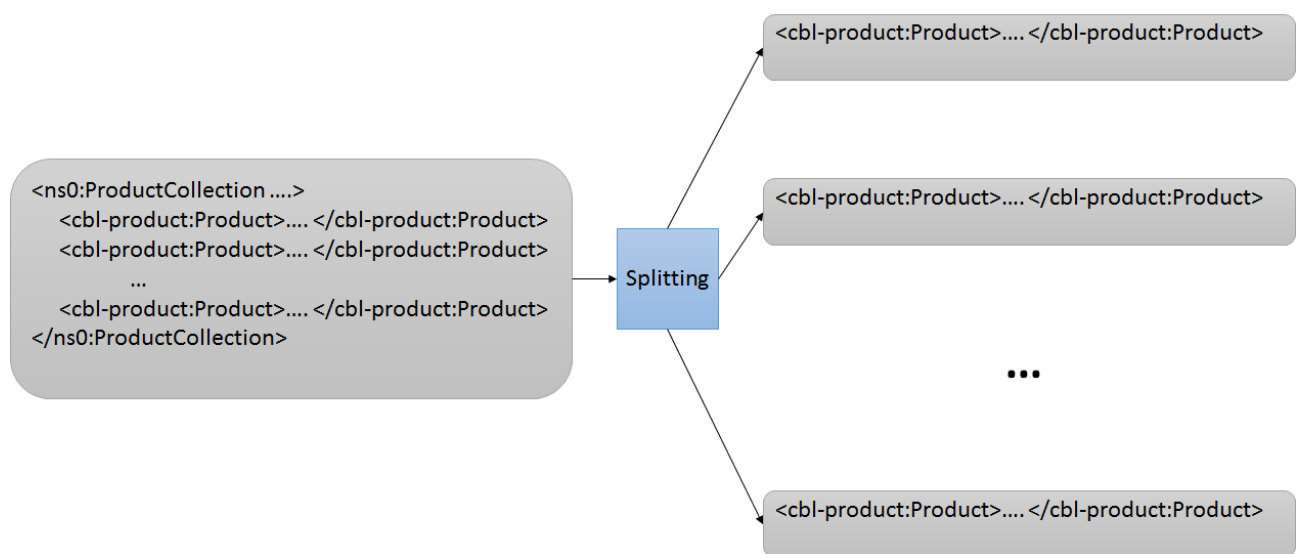 <ns0:ProductCollection ....>
<cbl-product:Product>.... </cbl-product:Product>
<cbl-product:Product>.... </cbl-product:Product>
...
<cbl-product:Product>.... </cbl-product:Product>
</ns0:ProductCollection>
Splitting
<cbl-product:Product>.... </cbl-product:Product>
<cbl-product:Product>.... </cbl-product:Product>
...
<cbl-product:Product>.... </cbl-product:Product>